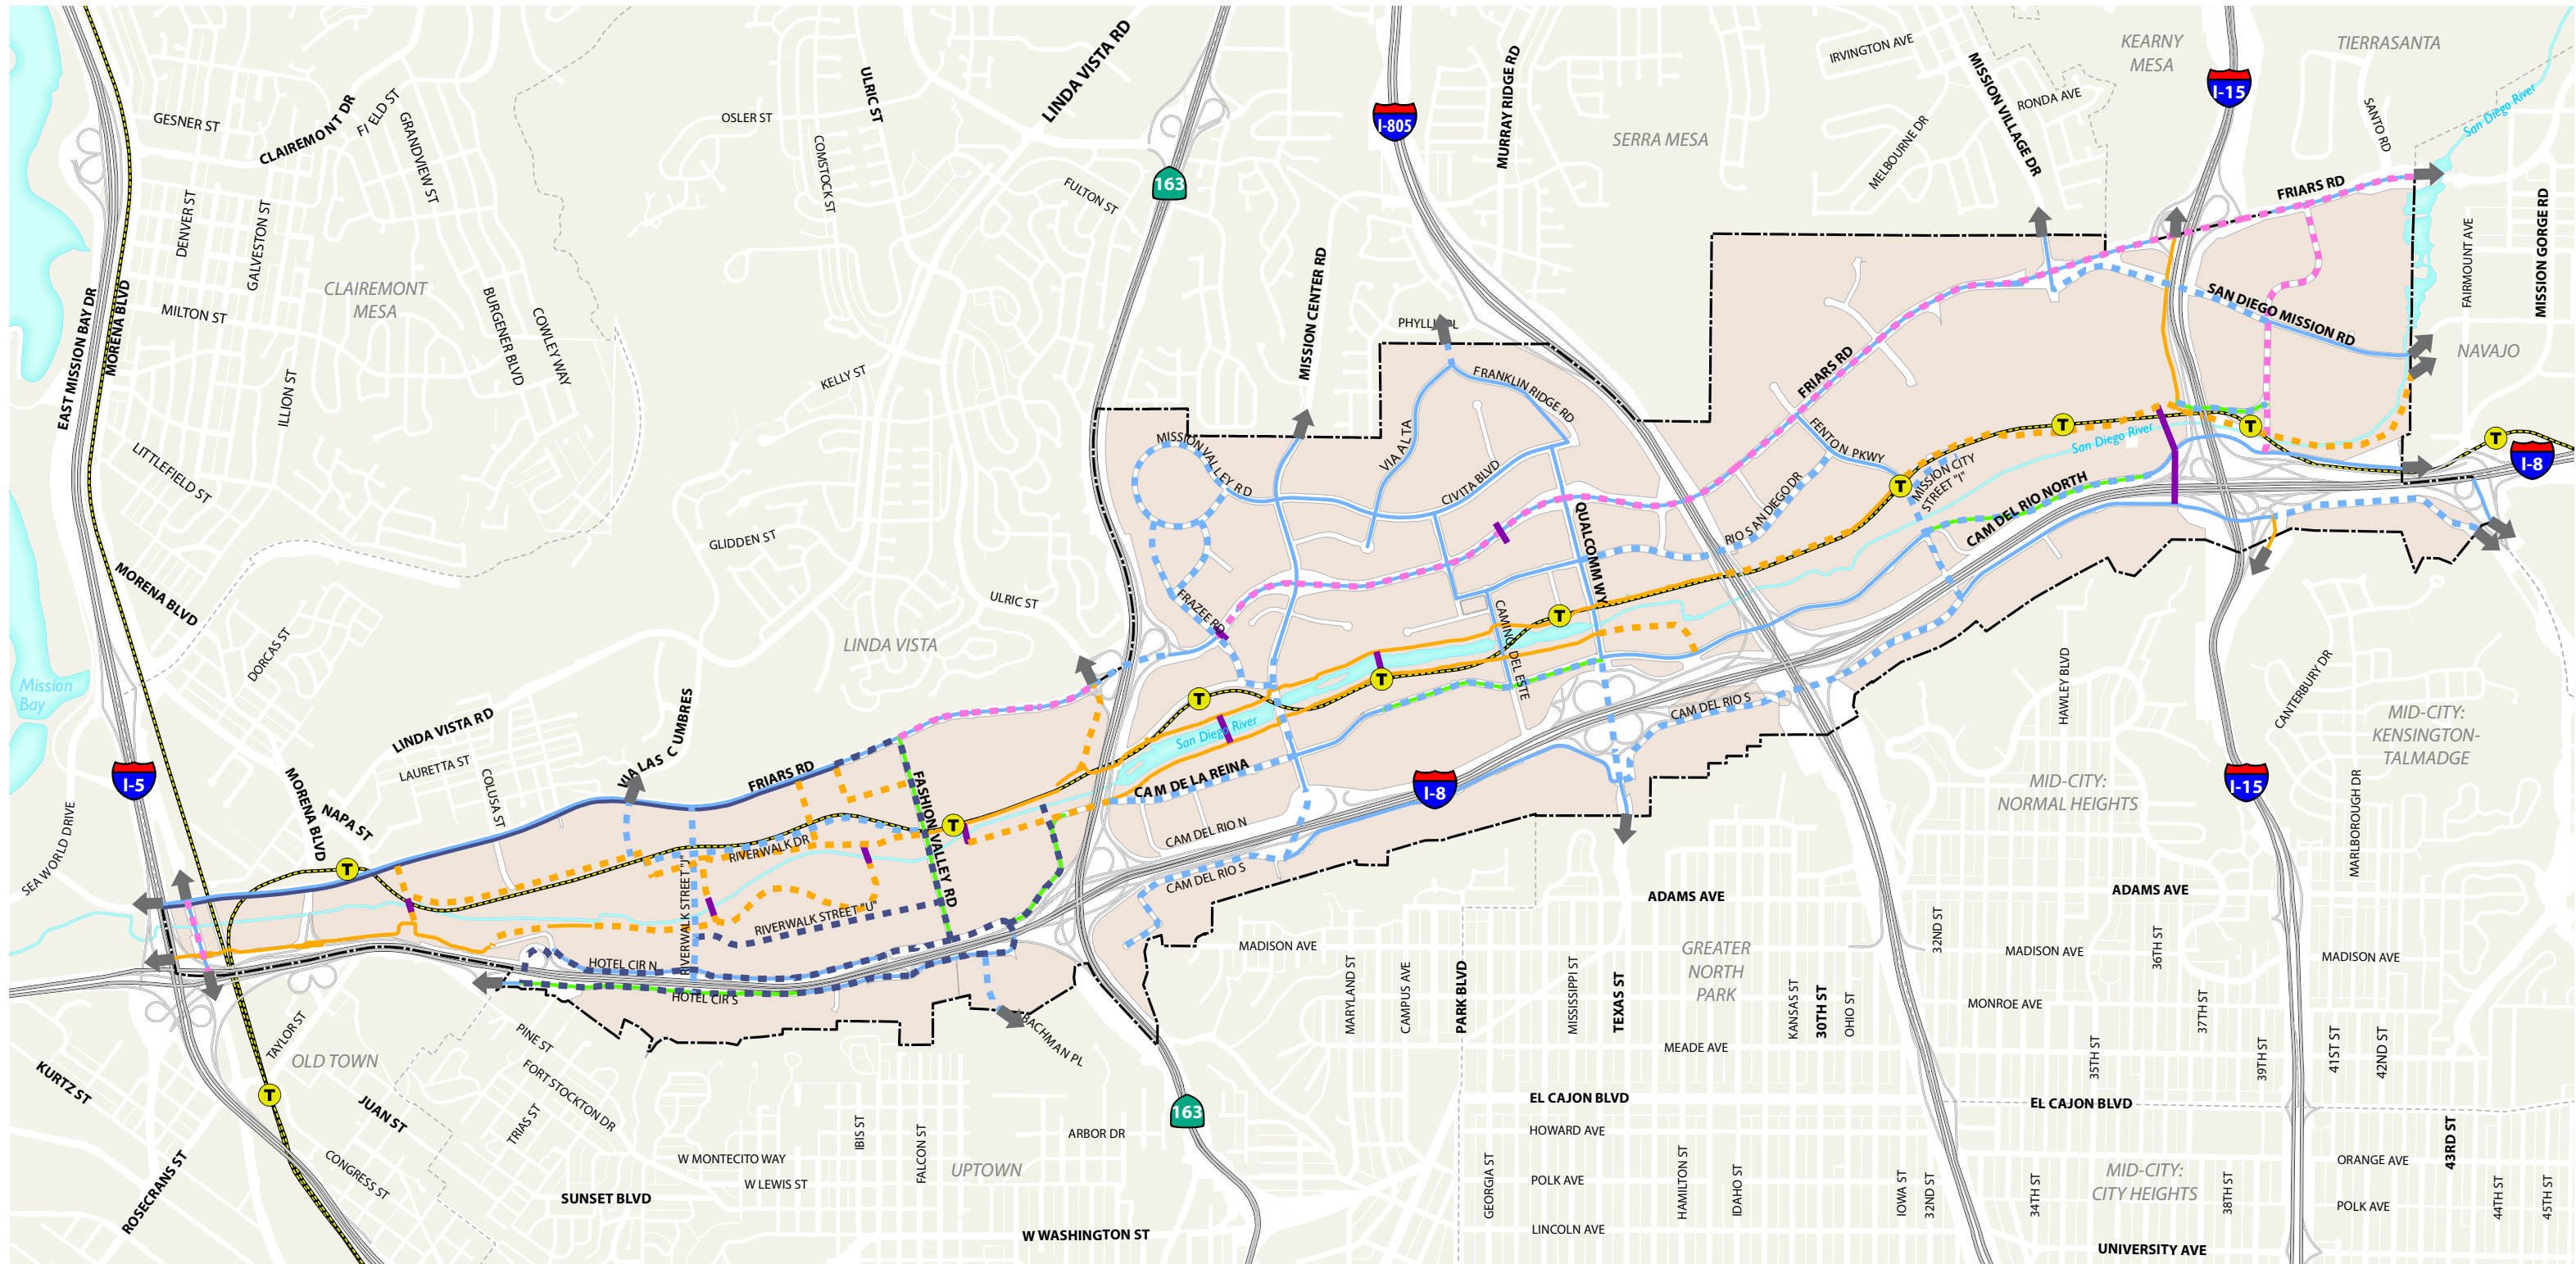 KEARNY
MESA
TIERRASANTA
LINDA VISTA RD
IRVINGTON AVE
MISSION VILLAGE DR
ULRIC ST
MURRAY RIDGE RD
I-15
RONDA AVE
San Diego River
SANTO RD
GESNER ST
CLAIREMONT DR
FIELD ST
GRANDVIEW ST
OSLER ST
COMSTOCK ST
I-805
SERRA MESA
MELBOURNE DR
163
FULTON ST
FRIARS RD
MISSION GORGE RD
FAIRMOUNT AVE
DENVER ST
GALVESTON ST
CLAIREMONT
MESA
MILTON ST
BURGENER BLVD
COWLEY WAY
EAST MISSION BAY DR
MORENA BLVD
MISSION CENTER RD
PHYLLIS PL
SAN DIEGO MISSION RD
NAVAJO
ILLION ST
KELLY ST
FRANKLIN RIDGE RD
FRIARS RD
VIA ALTA
MISSION VALLEY RD
FENTON PKWY
T
T
T
San Diego River
LITTLEFIELD ST
CIVITA BLVD
MISSION CITY
STREET "J"
T
I-8
RIO SAN DIEGO DR
CAM DEL RIO NORTH
QUALCOMM WY
GLIDDEN ST
MORENA BLVD
ULRIC ST
FRAZEE RD
CAMINO DEL ESTE
T
LINDA VISTA
DORCAS ST
Mission
Bay
T
T
HAWLEY BLVD
CANTERBURY DR
CAM DEL RIO S
MID-CITY:
KENSINGTON-
TALMADGE
LINDA VISTA RD
VIA LAS CUMBRES
San Diego River
LAURETTA ST
COLUSA ST
FRIARS RD
FASHION VALLEY RD
CAM DE LA REINA
I-5
I-8
I-15
MID-CITY:
NORMAL HEIGHTS
MARLBOROUGH DR
SEA WORLD DRIVE
MORENA BLVD
NAPA ST
T
T
RIVERWALK DR
CAM DEL RIO N
CAM DEL RIO S
ADAMS AVE
ADAMS AVE
RIVERWALK STREET "J"
RIVERWALK STREET "U"
HOTEL CIR N
HOTEL CIR S
MADISON AVE
GREATER
NORTH
PARK
32ND ST
MADISON AVE
36TH ST
MADISON AVE
MARYLAND ST
CAMPUS AVE
PARK BLVD
MISSISSIPPI ST
TEXAS ST
KANSAS ST
30TH ST
OHIO ST
MONROE AVE
37TH ST
TAYLOR ST
OLD TOWN
PINE ST
BACHMAN PL
MEADE AVE
35TH ST
39TH ST
41ST ST
42ND ST
KURTZ ST
JUAN ST
FORT STOCKTON DR
TRIAS ST
T
163
EL CAJON BLVD
EL CAJON BLVD
IBIS ST
FALCON ST
ARBOR DR
HOWARD AVE
43RD ST
CONGRESS ST
W MONTECITO WAY
UPTOWN
ORANGE AVE
ROSECRANS ST
W LEWIS ST
SUNSET BLVD
GEORGIA ST
POLK AVE
HAMILTON ST
IDAHO ST
IOWA ST
32ND ST
34TH ST
MID-CITY:
CITY HEIGHTS
38TH ST
POLK AVE
44TH ST
45TH ST
W WASHINGTON ST
LINCOLN AVE
UNIVERSITY AVE